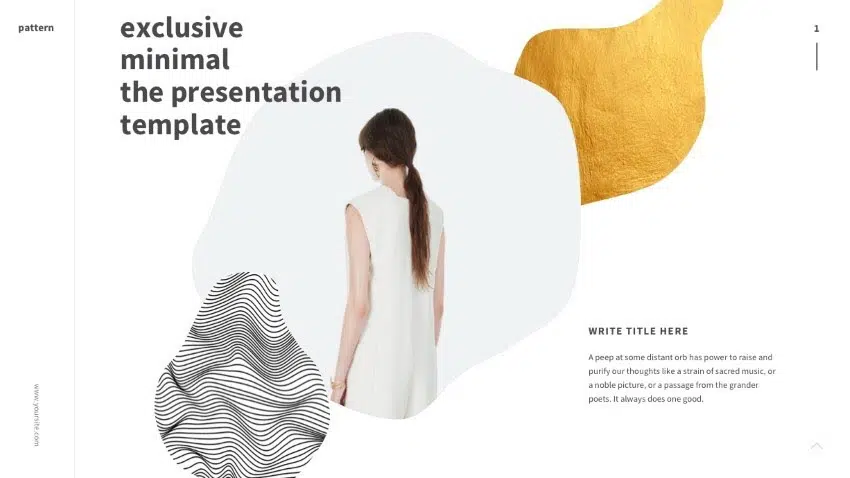 pattern
exclusive
minimal
the presentation
template
1
WRITE TITLE HERE
A peep at some distant orb has power to raise and
purify our thoughts like a strain of sacred music, or
a noble picture, or a passage from the grander
poets. It always does one good.
www.yoursite.com